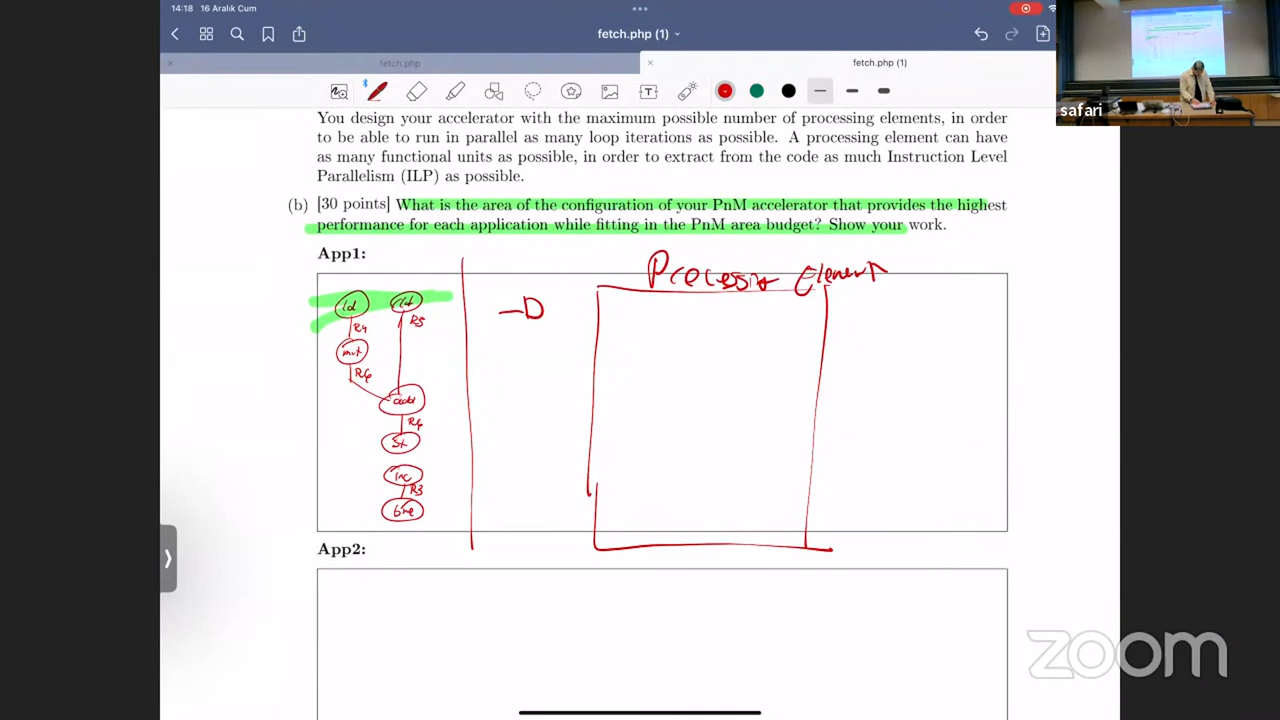 14:18 16 Aralık Cum
fetch.php (1)
fetch.php
fetch.php (1)
safari
You design your accelerator with the maximum possible number of processing elements, in order
to be able to run in parallel as many loop iterations as possible. A processing element can have
as many functional units as possible, in order to extract from the code as much Instruction Level
Parallelism (ILP) as possible.
(b) [30 points] What is the area of the configuration of your PnM accelerator that provides the highest
performance for each application while fitting in the PnM area budget? Show your work.
App1:
Processing Element
ld
R4
R5
R6
add
R6
st
inc
R3
bne
App2:
zoom